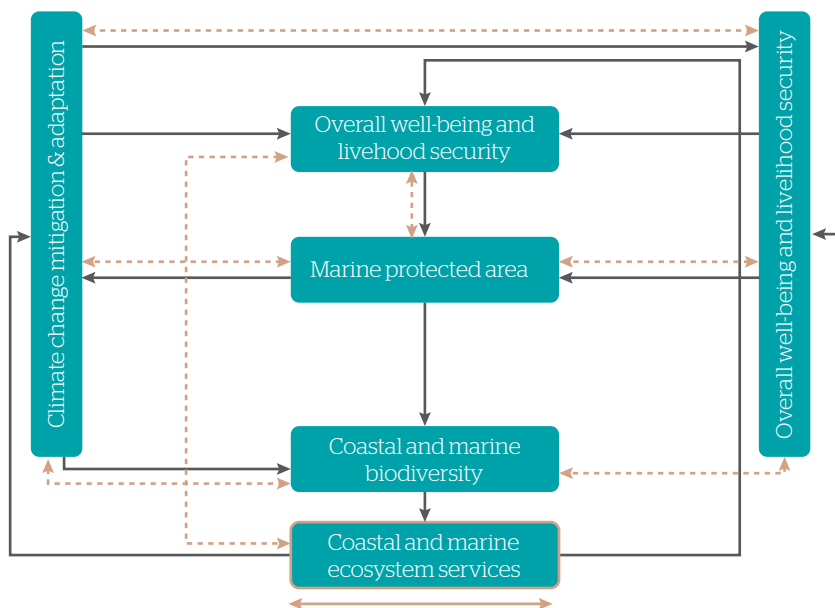 Climate change mitigation & adaptation
Overall well-being and
livehood security
Marine protected area
Coastal and marine
biodiversity
Coastal and marine
ecosystem services
Overall well-being and livelihood security